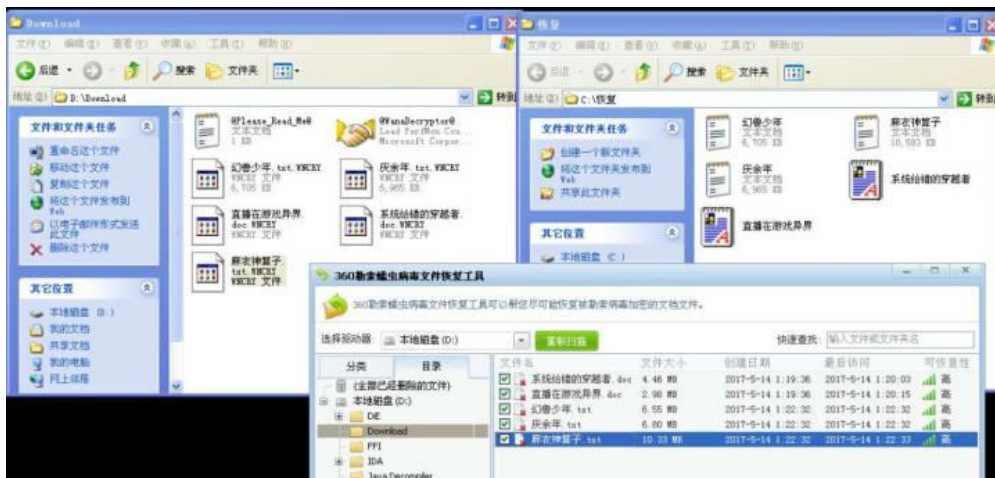 Download
文件(F) 编辑(E) 查看(V) 收藏(A) 工具(T) 帮助(H)
后退 搜索 文件夹
地址(D) D:\Download 转到
文件和文件夹任务
重命名这个文件
移动这个文件
复制这个文件
将这个文件发布到
Web
以电子邮件形式发送
此文件
删除这个文件
其它位置
本地磁盘 (D:)
我的文档
共享文档
我的电脑
网上邻居
@Please_Read_Me@
文本文档
1 KB
@WanaDecryptor@
Load PerfMon Cou...
Microsoft Corpor...
幻兽少年.txt.WNCRY
WNCRY 文件
6,705 KB
庆余年.txt.WNCRY
WNCRY 文件
6,965 KB
直播在游戏异界.
doc.WNCRY
WNCRY 文件
系统给错的穿越者.
doc.WNCRY
WNCRY 文件
麻衣神算子.
txt.WNCRY
WNCRY 文件
恢复
文件(F) 编辑(E) 查看(V) 收藏(A) 工具(T) 帮助(H)
后退 搜索 文件夹
地址(D) C:\恢复 转到
文件和文件夹任务
创建一个新文件夹
将这个文件夹发布到
Web
共享此文件夹
其它位置
本地磁盘 (C:)
幻兽少年
文本文档
6,705 KB
麻衣神算子
文本文档
10,583 KB
庆余年
文本文档
6,965 KB
系统给错的穿越者
直播在游戏异界
360勒索蠕虫病毒文件恢复工具
360勒索蠕虫病毒文件恢复工具可以帮您尽可能恢复被勒索病毒加密的文档文件。
选择驱动器: 本地磁盘 (D:) 重新扫描 快速查找: 输入文件或文件夹名
分类 目录
(全部已经删除的文件)
本地磁盘 (D:)
DE
Download
FFI
IDA
Java Decompiler
文件名 文件大小 创建日期 最后访问 可恢复性
系统给错的穿越者.doc 4.46 MB 2017-5-14 1:19:36 2017-5-14 1:20:03 高
直播在游戏异界.doc 2.98 MB 2017-5-14 1:19:36 2017-5-14 1:20:15 高
幻兽少年.txt 6.55 MB 2017-5-14 1:22:32 2017-5-14 1:22:32 高
庆余年.txt 6.80 MB 2017-5-14 1:22:32 2017-5-14 1:22:32 高
麻衣神算子.txt 10.33 MB 2017-5-14 1:22:32 2017-5-14 1:22:33 高